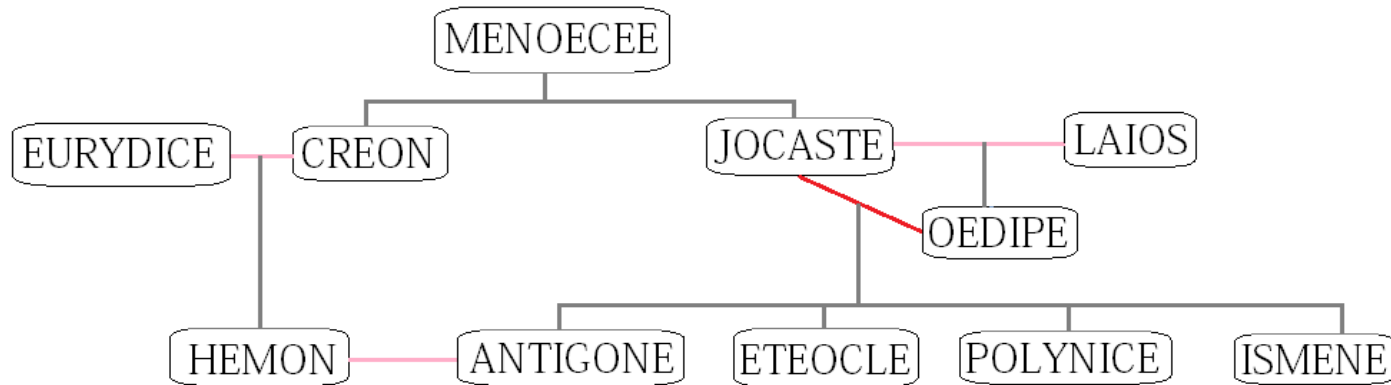 MENOECEE
EURYDICE
CREON
JOCASTE
LAIOS
OEDIPE
HEMON
ANTIGONE
ETEOCLE
POLYNICE
ISMENE